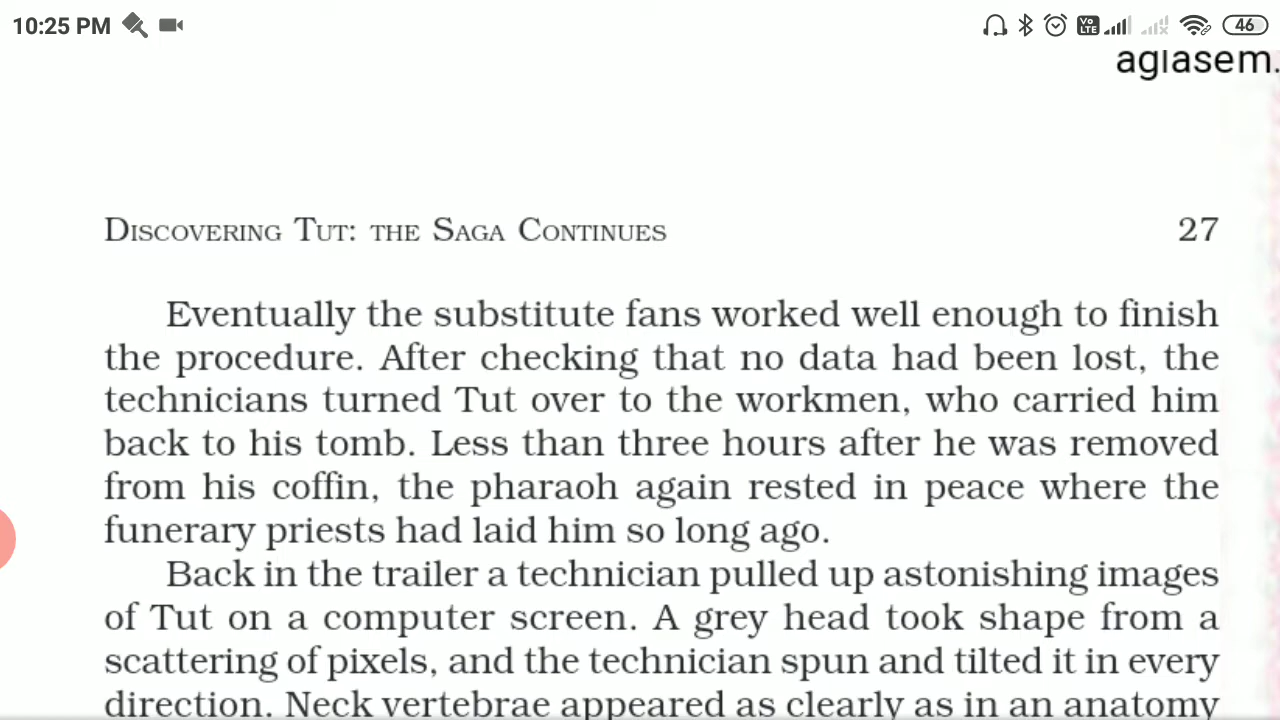 10:25 PM VoLTE 46
aglasem.
DISCOVERING TUT: THE SAGA CONTINUES 27
Eventually the substitute fans worked well enough to finish
the procedure. After checking that no data had been lost, the
technicians turned Tut over to the workmen, who carried him
back to his tomb. Less than three hours after he was removed
from his coffin, the pharaoh again rested in peace where the
funerary priests had laid him so long ago.
Back in the trailer a technician pulled up astonishing images
of Tut on a computer screen. A grey head took shape from a
scattering of pixels, and the technician spun and tilted it in every
direction. Neck vertebrae appeared as clearly as in an anatomy